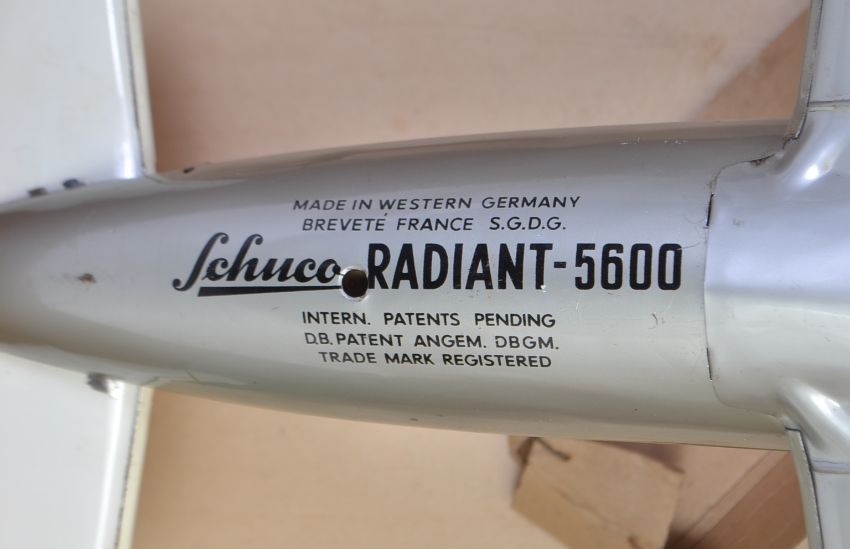 MADE IN WESTERN GERMANY
BREVETÉ FRANCE S.G.D.G.
Schuco RADIANT-5600
INTERN. PATENTS PENDING
D.B. PATENT ANGEM. DBGM.
TRADE MARK REGISTERED